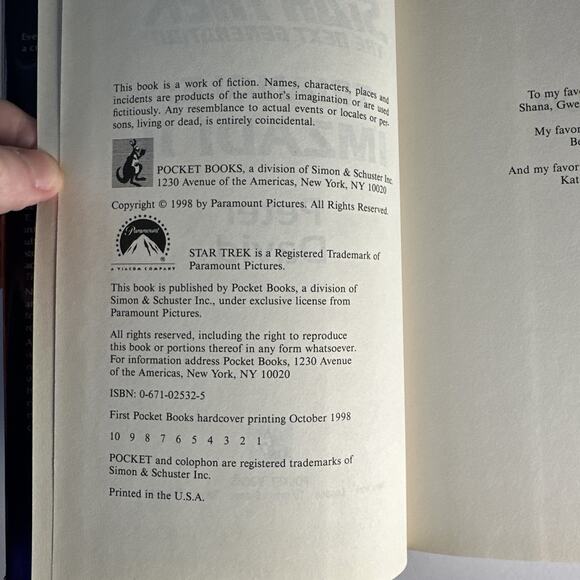 This book is a work of fiction. Names, characters, places and
incidents are products of the author's imagination or are used
fictitiously. Any resemblance to actual events or locales or per-
sons, living or dead, is entirely coincidental.
POCKET BOOKS, a division of Simon & Schuster Inc.
1230 Avenue of the Americas, New York, NY 10020
Copyright © 1998 by Paramount Pictures. All Rights Reserved.
Paramount
A VIACOM COMPANY
STAR TREK is a Registered Trademark of
Paramount Pictures.
This book is published by Pocket Books, a division of
Simon & Schuster Inc., under exclusive license from
Paramount Pictures.
All rights reserved, including the right to reproduce
this book or portions thereof in any form whatsoever.
For information address Pocket Books, 1230 Avenue
of the Americas, New York, NY 10020
ISBN: 0-671-02532-5
First Pocket Books hardcover printing October 1998
10 9 8 7 6 5 4 3 2 1
POCKET and colophon are registered trademarks of
Simon & Schuster Inc.
Printed in the U.S.A.
To my favo
Shana, Gwe
My favor
And my favori